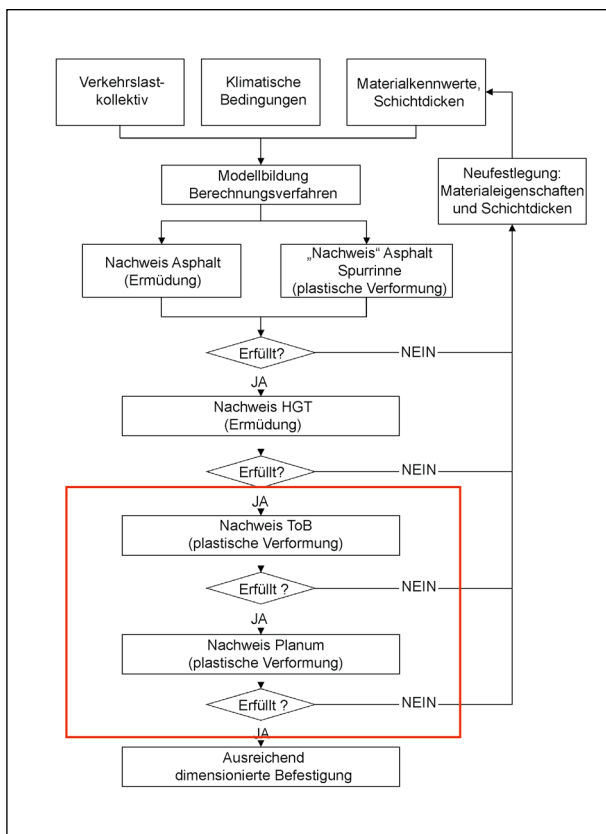 Verkehrslast-
kollektiv
Klimatische
Bedingungen
Materialkennwerte,
Schichtdicken
Neufestlegung:
Materialeigenschaften
und Schichtdicken
Modellbildung
Berechnungsverfahren
Nachweis Asphalt
(Ermüdung)
„Nachweis“ Asphalt
Spurrinne
(plastische Verformung)
Erfüllt?
NEIN
JA
Nachweis HGT
(Ermüdung)
Erfüllt?
NEIN
JA
Nachweis ToB
(plastische Verformung)
Erfüllt ?
NEIN
JA
Nachweis Planum
(plastische Verformung)
Erfüllt ?
NEIN
JA
Ausreichend
dimensionierte Befestigung